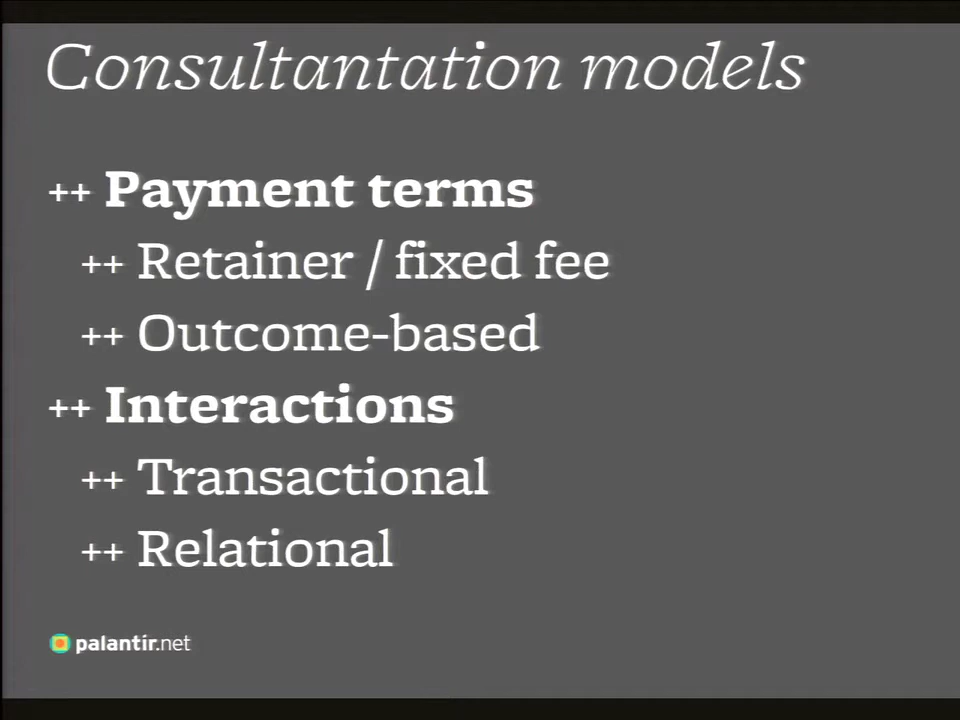 Consultantation models
++ Payment terms
++ Retainer / fixed fee
++ Outcome-based
++ Interactions
++ Transactional
++ Relational
palantir.net